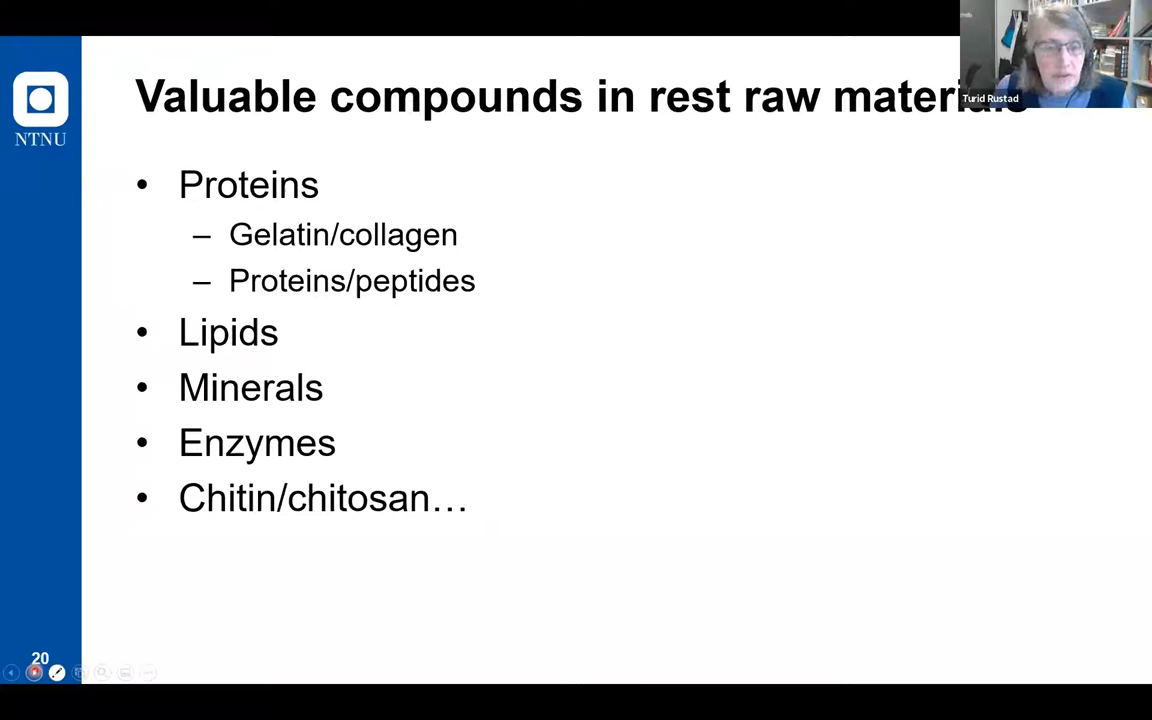 Valuable compounds in rest raw materials
Turid Rustad
NTNU
• Proteins
– Gelatin/collagen
– Proteins/peptides
• Lipids
• Minerals
• Enzymes
• Chitin/chitosan…
20